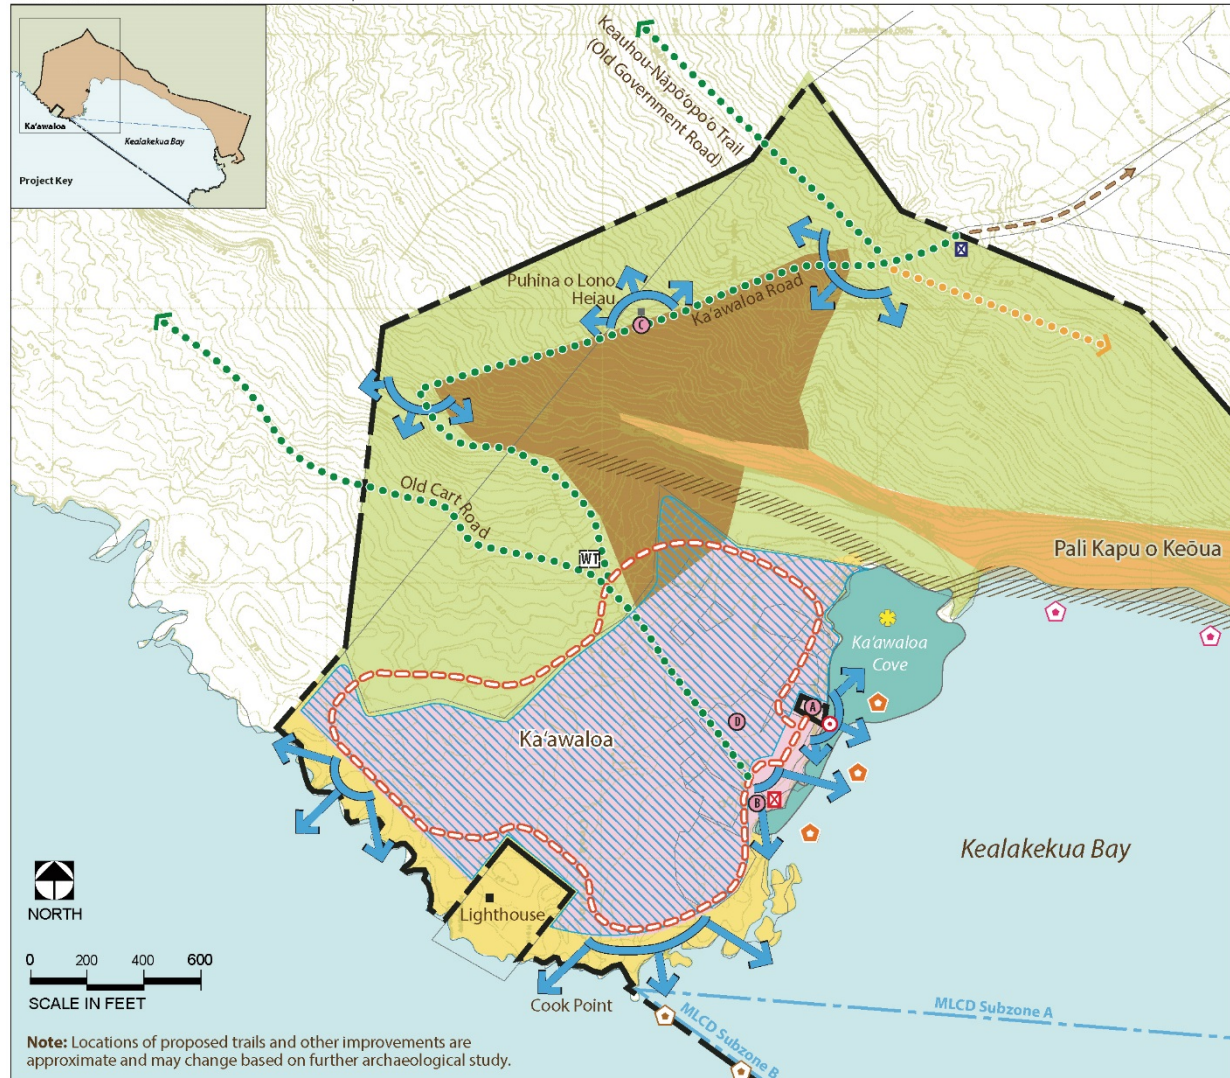 Ka'awaloa
Kealakekua Bay
Project Key
Keauhou-Nāpō'opo'o Trail
(Old Government Road)
Puhina o Lono
Heiau
C
Ka'awaloa Road
Old Cart
Road
WT
Pali Kapu o Keōua
Ka'awaloa
Cove
A
D
Ka'awaloa
B
Kealakekua Bay
Lighthouse
NORTH
0 200 400 600
SCALE IN FEET
Cook Point
MLCD Subzone A
MLCD Subzone B
Note: Locations of proposed trails and other improvements are
approximate and may change based on further archaeological study.